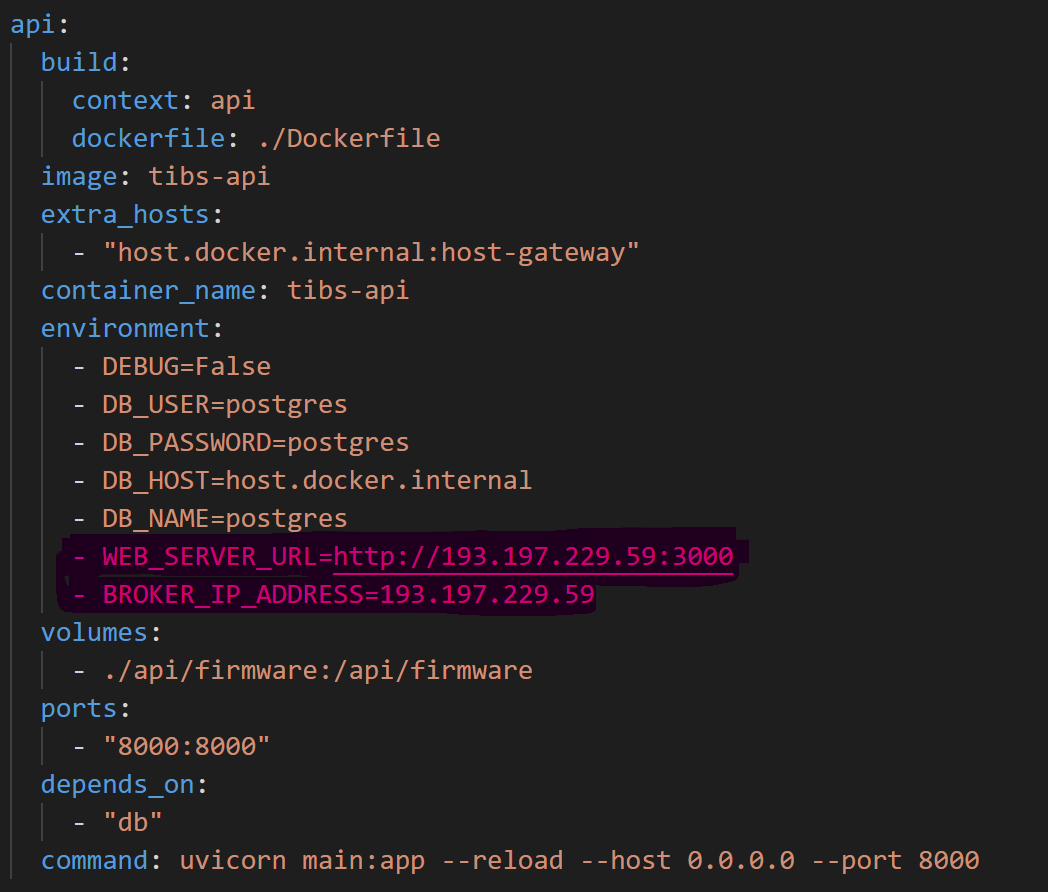 api:
  build:
    context: api
    dockerfile: ./Dockerfile
  image: tibs-api
  extra_hosts:
    - "host.docker.internal:host-gateway"
  container_name: tibs-api
  environment:
    - DEBUG=False
    - DB_USER=postgres
    - DB_PASSWORD=postgres
    - DB_HOST=host.docker.internal
    - DB_NAME=postgres
    - WEB_SERVER_URL=http://193.197.229.59:3000
    - BROKER_IP_ADDRESS=193.197.229.59
  volumes:
    - ./api/firmware:/api/firmware
  ports:
    - "8000:8000"
  depends_on:
    - "db"
  command: uvicorn main:app --reload --host 0.0.0.0 --port 8000